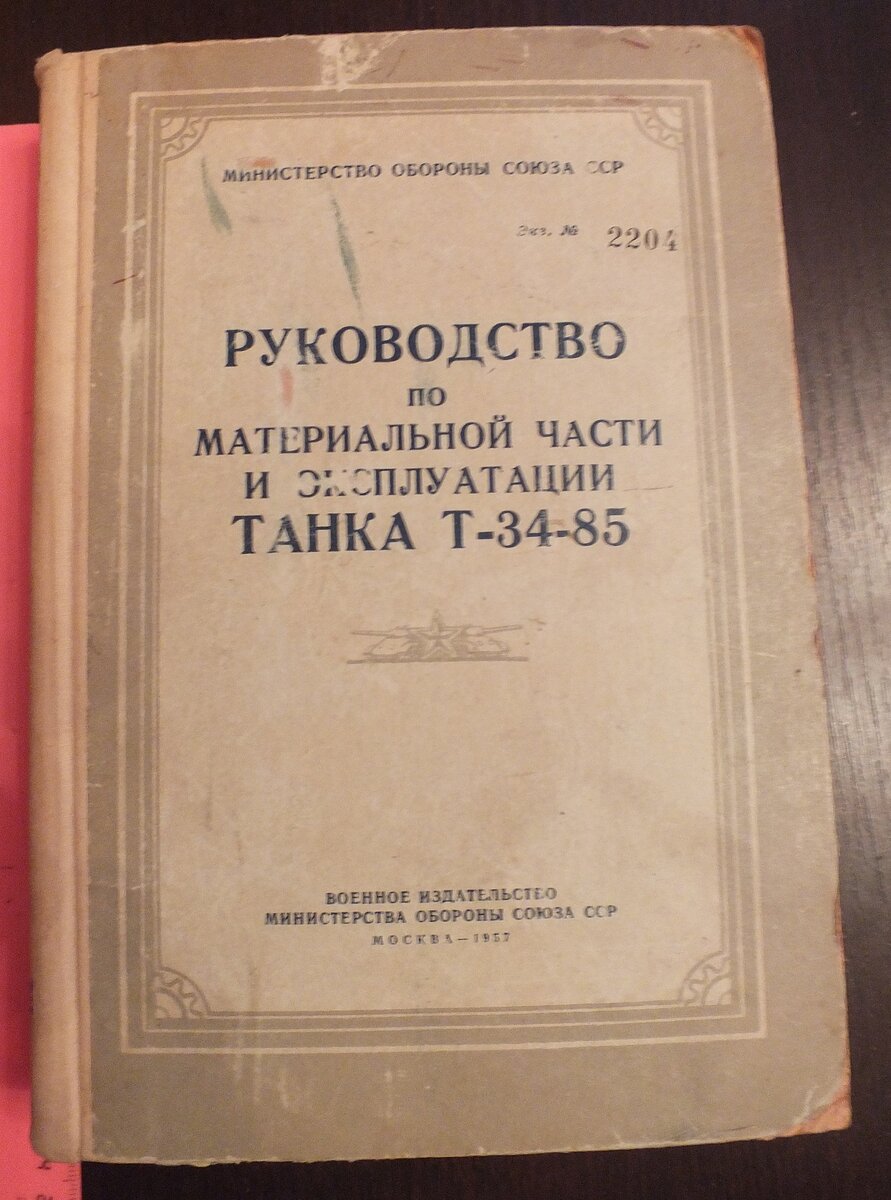 МИНИСТЕРСТВО ОБОРОНЫ СОЮЗА ССР
Экз. № 2204
РУКОВОДСТВО
ПО
МАТЕРИАЛЬНОЙ ЧАСТИ
И ЭКСПЛУАТАЦИИ
ТАНКА Т-34-85
ВОЕННОЕ ИЗДАТЕЛЬСТВО
МИНИСТЕРСТВА ОБОРОНЫ СОЮЗА ССР
МОСКВА—1957